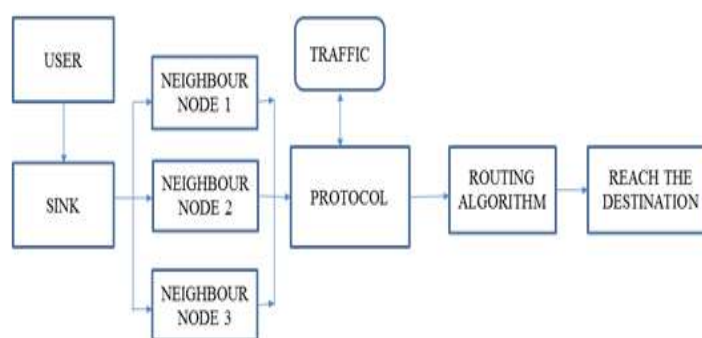 USER
SINK
NEIGHBOUR
NODE 1
NEIGHBOUR
NODE 2
NEIGHBOUR
NODE 3
TRAFFIC
PROTOCOL
ROUTING
ALGORITHM
REACH THE
DESTINATION